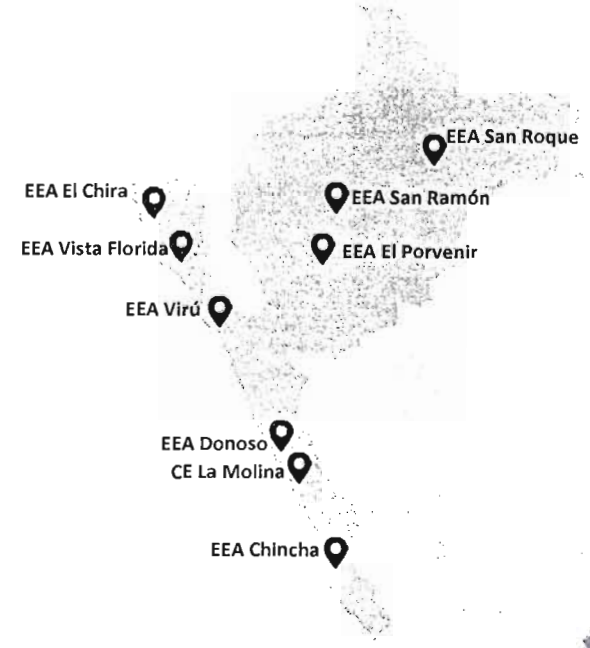 EEA San Roque
EEA El Chira
EEA San Ramón
EEA Vista Florida
EEA El Porvenir
EEA Virú
EEA Donoso
CE La Molina
EEA Chincha